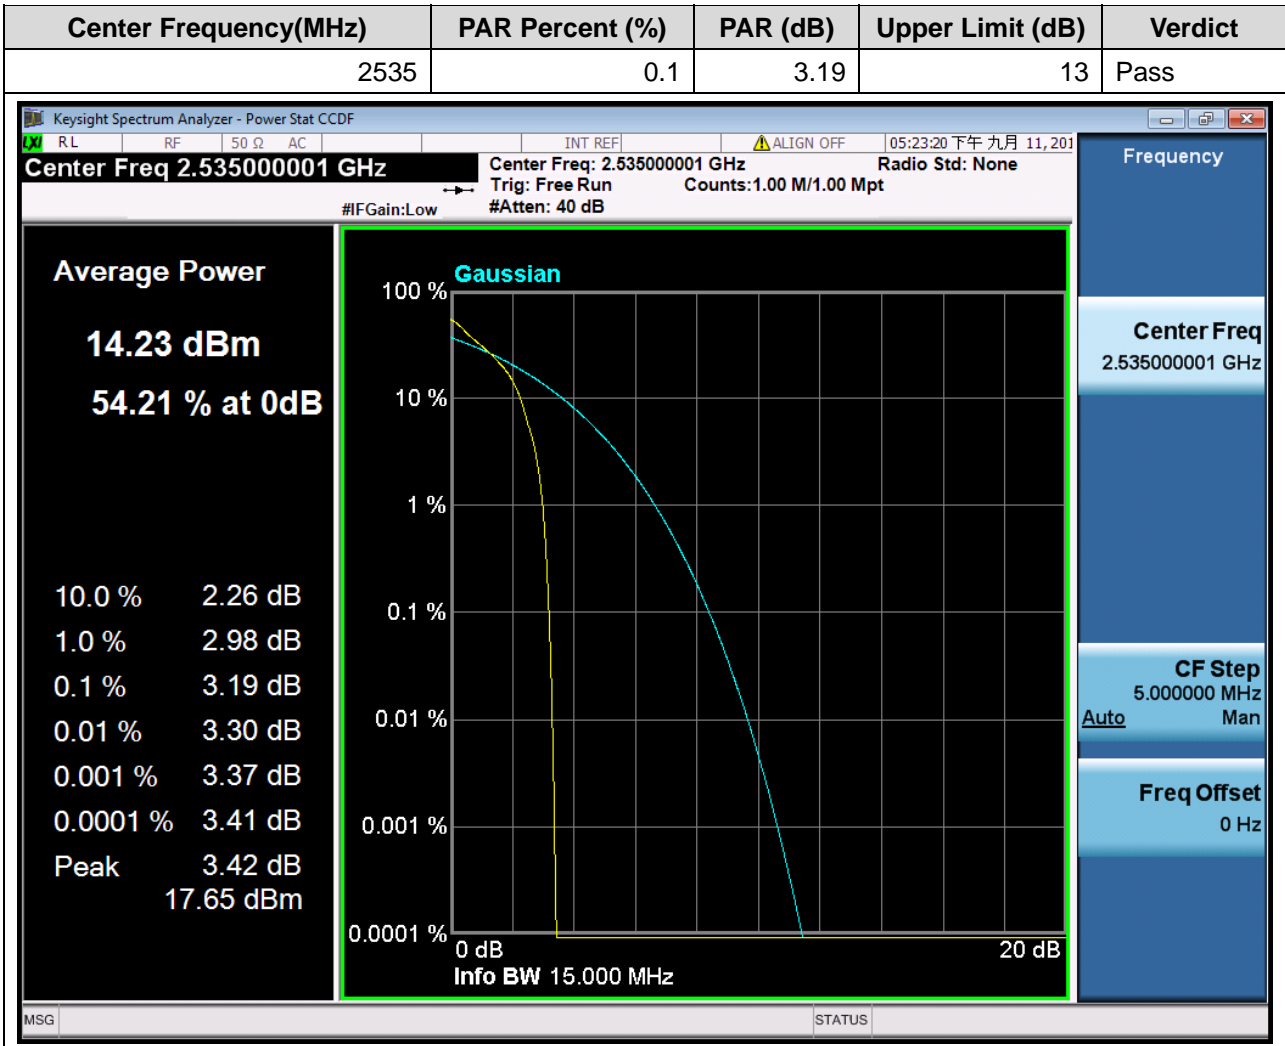 Center Frequency(MHz) PAR Percent (%) PAR (dB) Upper Limit (dB) Verdict
2535 0.1 3.19 13 Pass
Keysight Spectrum Analyzer - Power Stat CCDF
LXI RL RF 50 Ω AC INT REF ALIGN OFF 05:23:20 下午 九月 11, 201
Center Freq 2.535000001 GHz
Center Freq: 2.535000001 GHz Radio Std: None
Trig: Free Run Counts:1.00 M/1.00 Mpt
#IFGain:Low #Atten: 40 dB
Frequency
Average Power
14.23 dBm
54.21 % at 0dB
10.0 % 2.26 dB
1.0 % 2.98 dB
0.1 % 3.19 dB
0.01 % 3.30 dB
0.001 % 3.37 dB
0.0001 % 3.41 dB
Peak 3.42 dB
17.65 dBm
Gaussian
100 %
10 %
1 %
0.1 %
0.01 %
0.001 %
0.0001 %
0 dB 20 dB
Info BW 15.000 MHz
Center Freq
2.535000001 GHz
CF Step
5.000000 MHz
Auto Man
Freq Offset
0 Hz
MSG STATUS